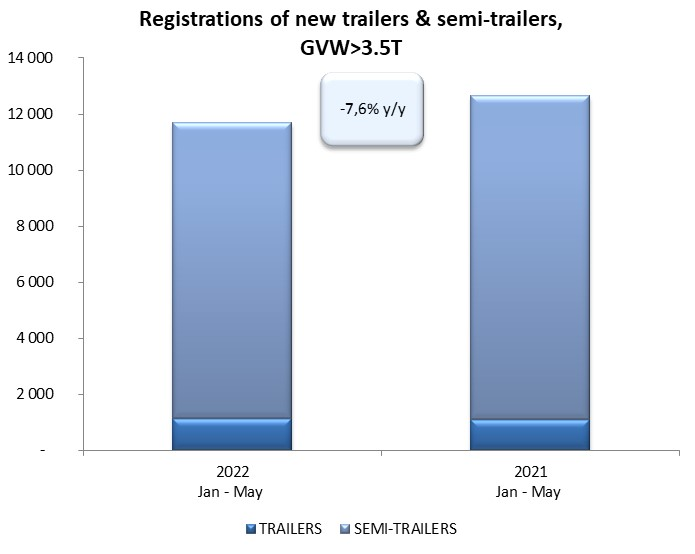 Registrations of new trailers & semi-trailers,
GVW>3.5T
14 000
12 000
10 000
8 000
6 000
4 000
2 000
-
-7,6% y/y
2022
Jan - May
2021
Jan - May
TRAILERS
SEMI-TRAILERS